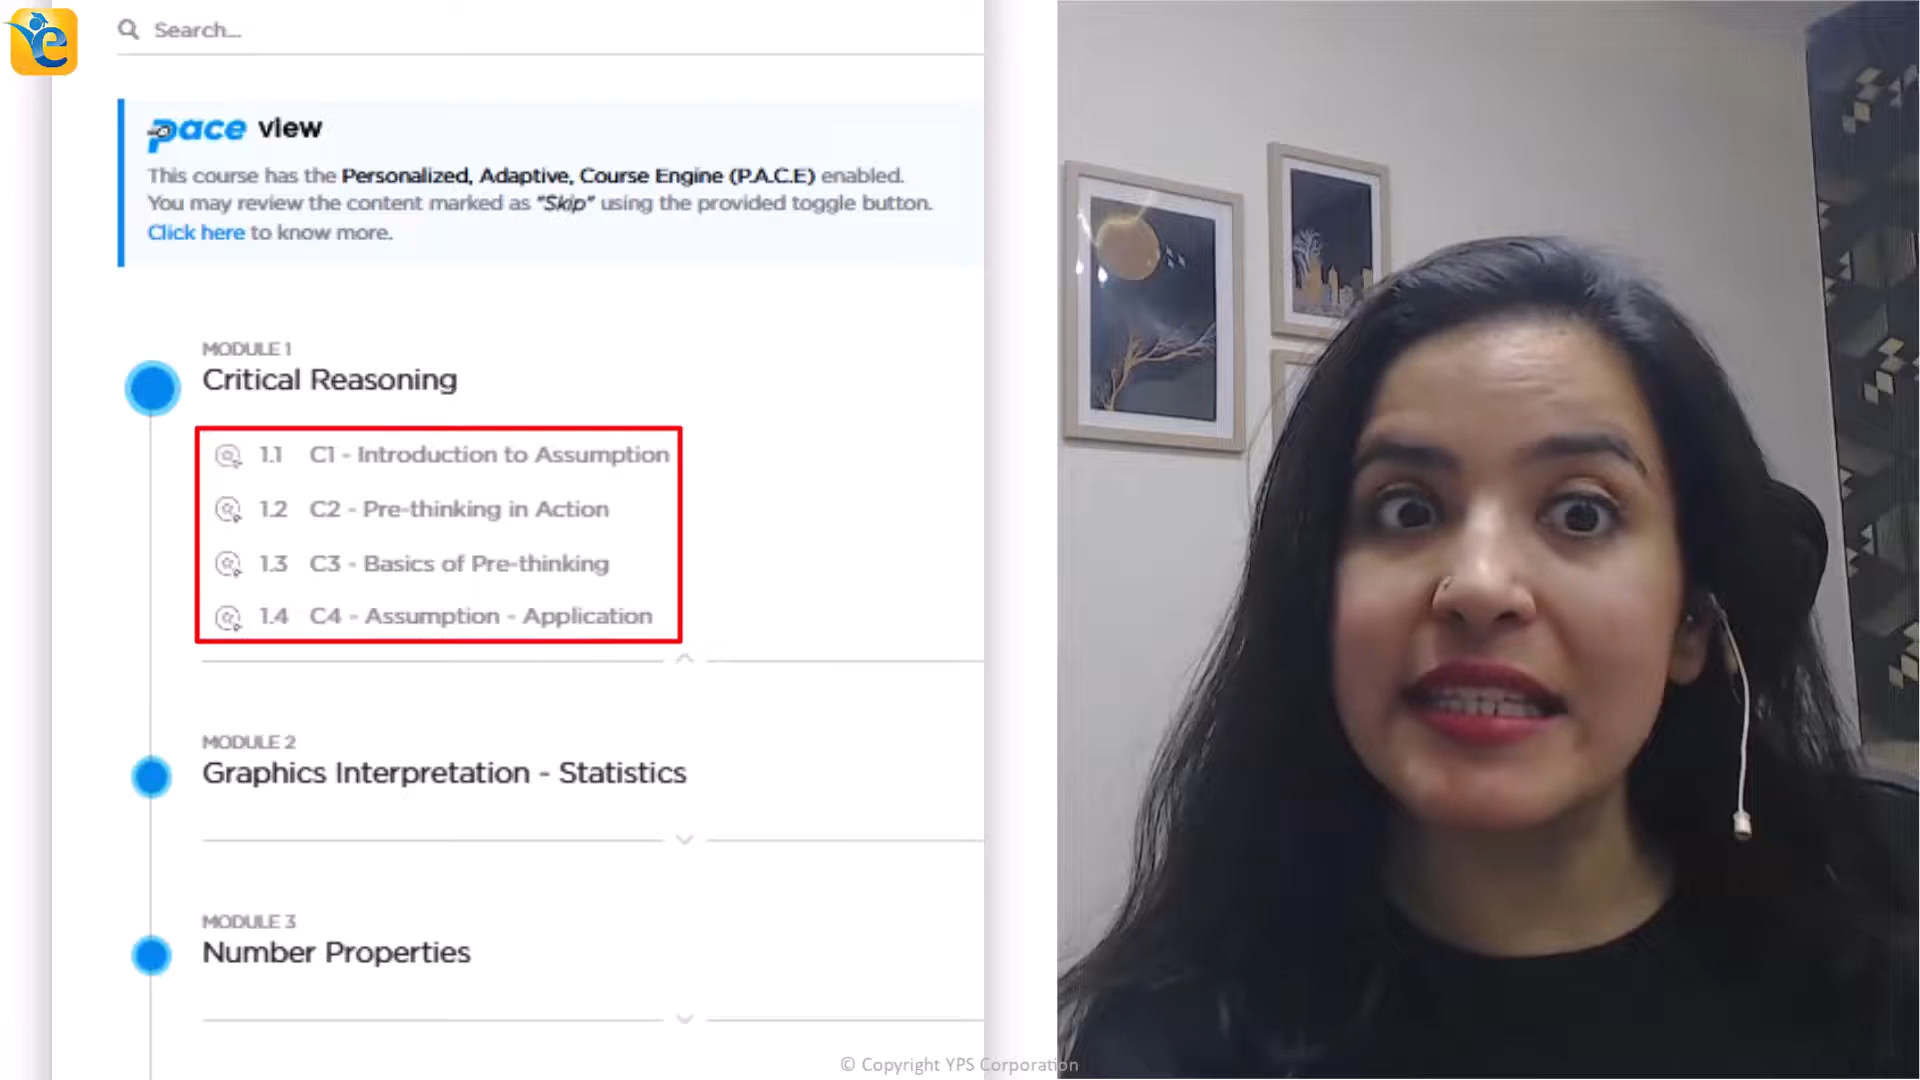 Search...
pace view
This course has the Personalized, Adaptive, Course Engine (P.A.C.E) enabled.
You may review the content marked as "Skip" using the provided toggle button.
Click here to know more.
MODULE 1
Critical Reasoning
1.1 C1 - Introduction to Assumption
1.2 C2 - Pre-thinking in Action
1.3 C3 - Basics of Pre-thinking
1.4 C4 - Assumption - Application
MODULE 2
Graphics Interpretation - Statistics
MODULE 3
Number Properties
© Copyright YPS Corporation